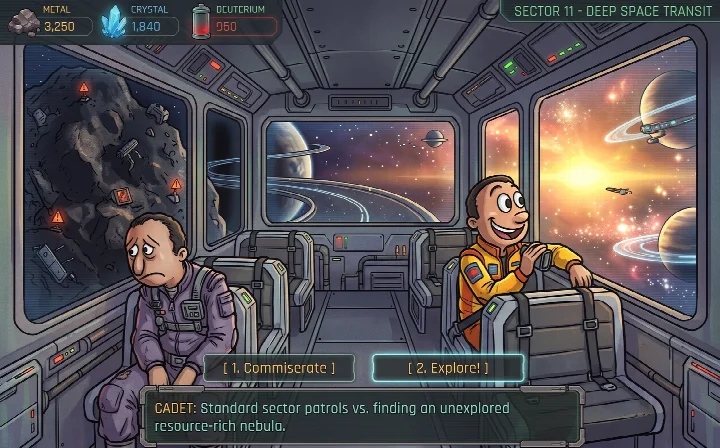 METAL
3,250
CRYSTAL
1,840
DEUTERIUM
950
SECTOR 11 - DEEP SPACE TRANSIT
[ 1. Commiserate ]
[ 2. Explore! ]
CADET: Standard sector patrols vs. finding an unexplored
resource-rich nebula.